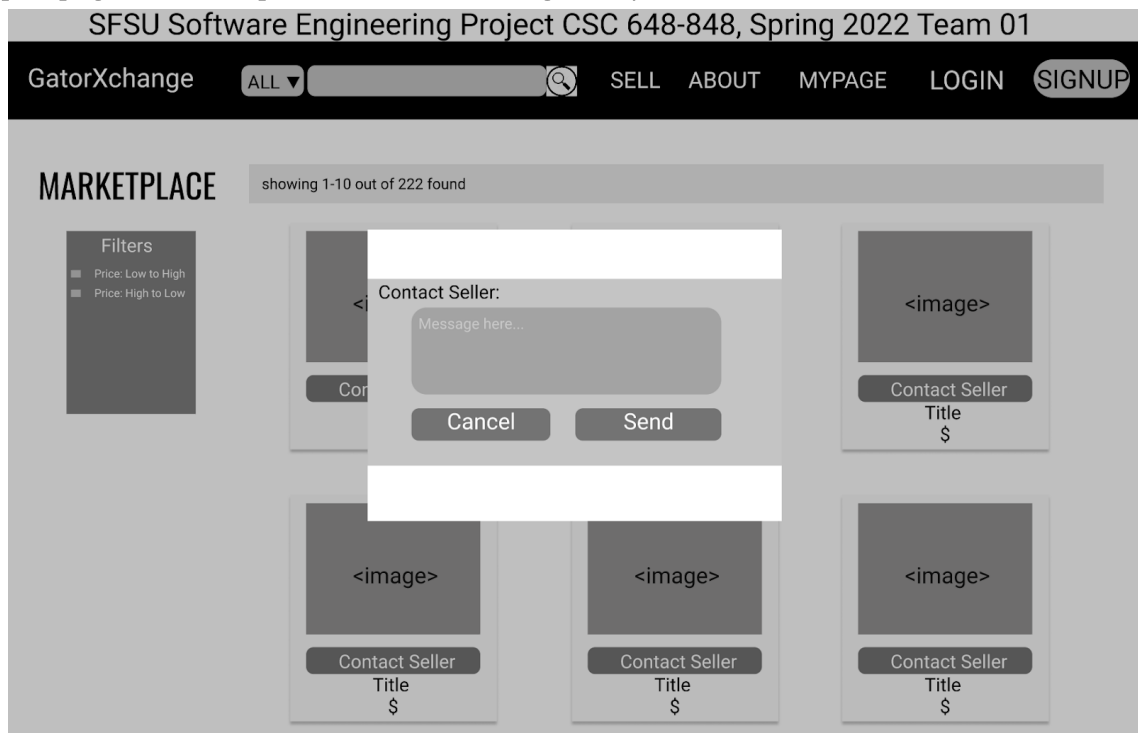 SFSU Software Engineering Project CSC 648-848, Spring 2022 Team 01
GatorXchange ALL ▼ SELL ABOUT MYPAGE LOGIN SIGNUP
MARKETPLACE showing 1-10 out of 222 found
Filters
Price: Low to High
Price: High to Low
Contact Seller:
Message here...
Cancel Send
<image>
Contact Seller
Title
$
<image> <image> <image>
Contact Seller Contact Seller Contact Seller
Title Title Title
$ $ $